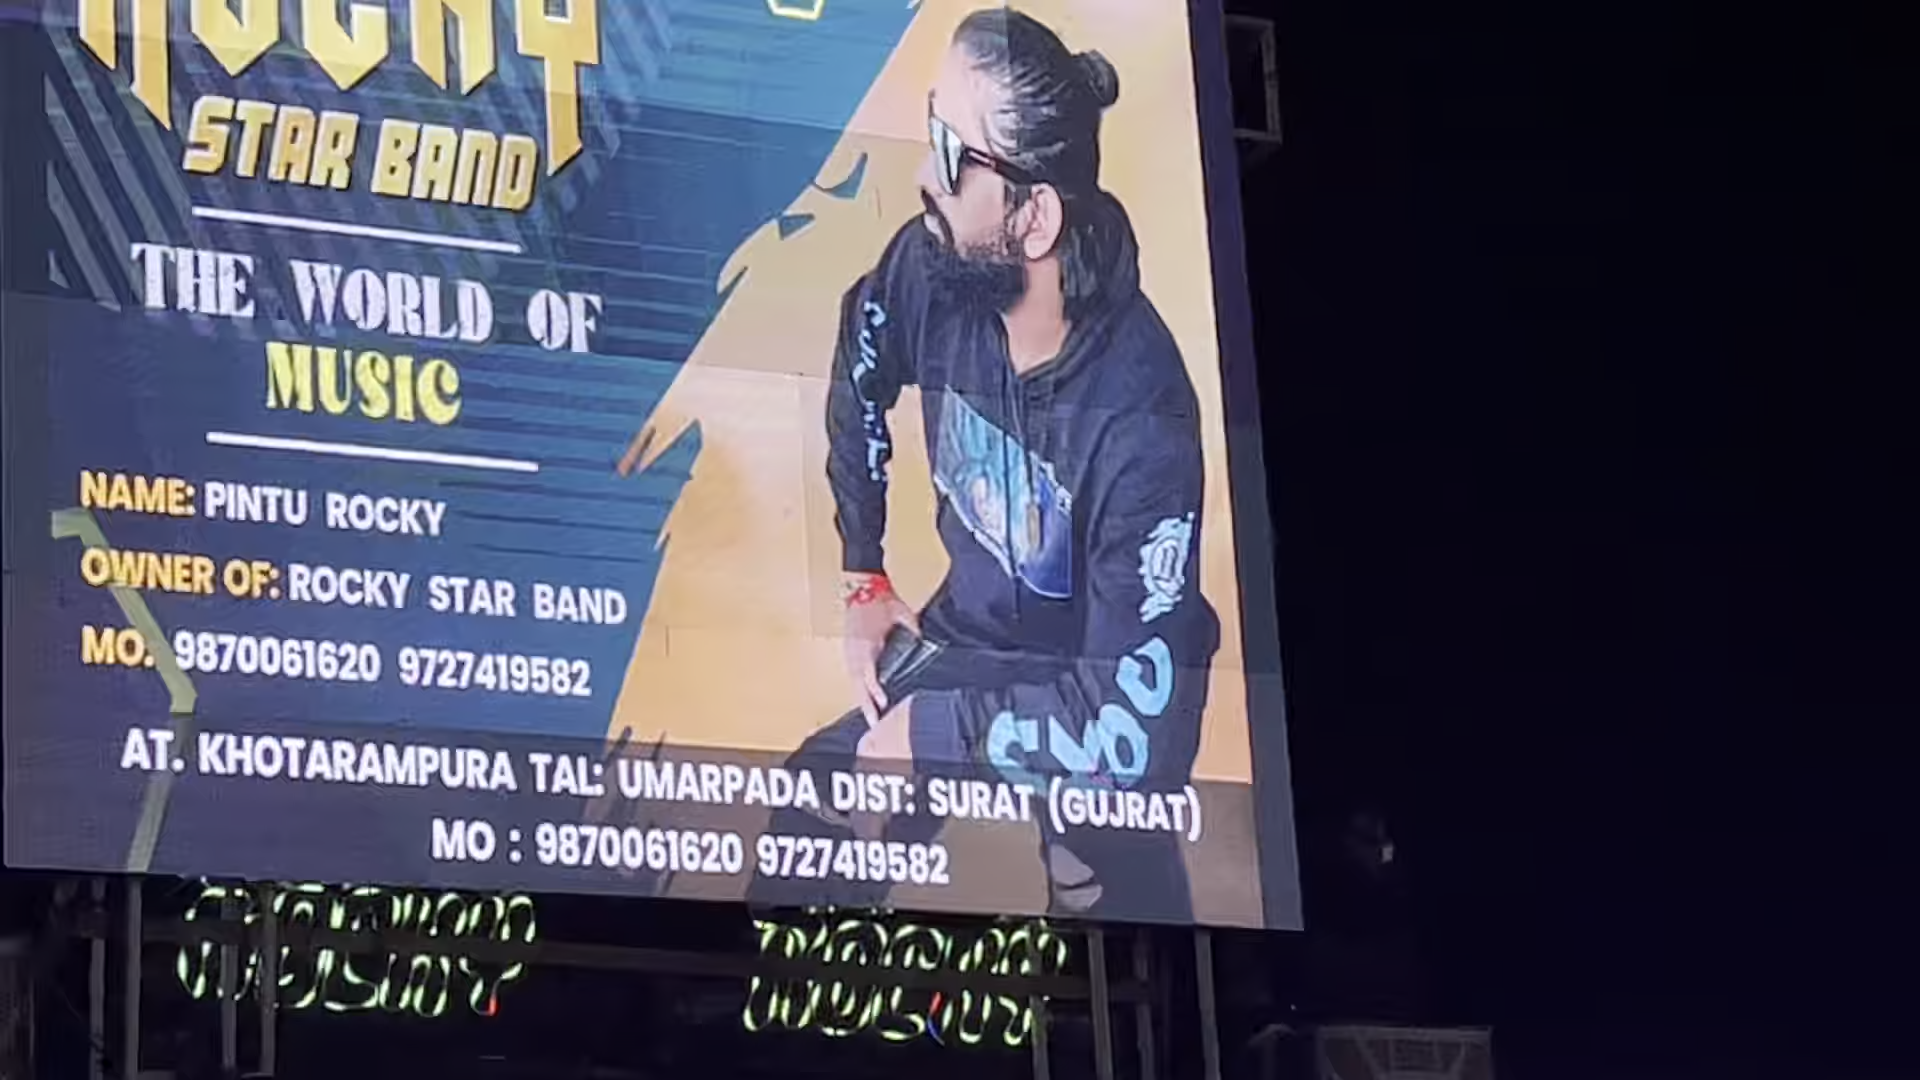 ROCKY
STAR BAND
THE WORLD OF
MUSIC
NAME: PINTU ROCKY
OWNER OF: ROCKY STAR BAND
MO. 9870061620 9727419582
AT. KHOTARAMPURA TAL: UMARPADA DIST: SURAT (GUJRAT)
MO : 9870061620 9727419582